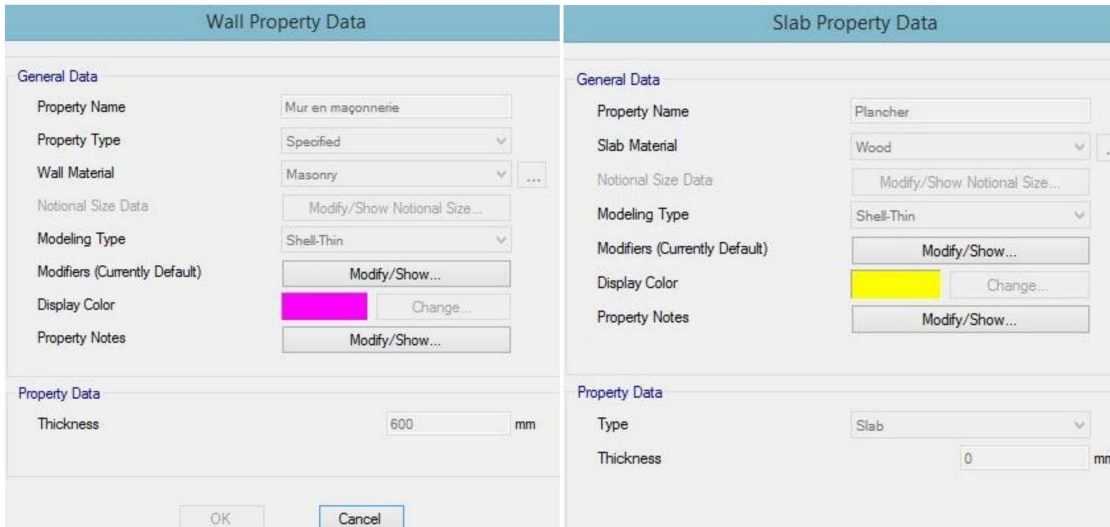 Wall Property Data
General Data
Property Name Mur en maçonnerie
Property Type Specified
Wall Material Masonry ...
Notional Size Data Modify/Show Notional Size...
Modeling Type Shell-Thin
Modifiers (Currently Default) Modify/Show...
Display Color Change...
Property Notes Modify/Show...
Property Data
Thickness 600 mm
OK Cancel
Slab Property Data
General Data
Property Name Plancher
Slab Material Wood
Notional Size Data Modify/Show Notional Size...
Modeling Type Shell-Thin
Modifiers (Currently Default) Modify/Show...
Display Color Change...
Property Notes Modify/Show...
Property Data
Type Slab
Thickness 0